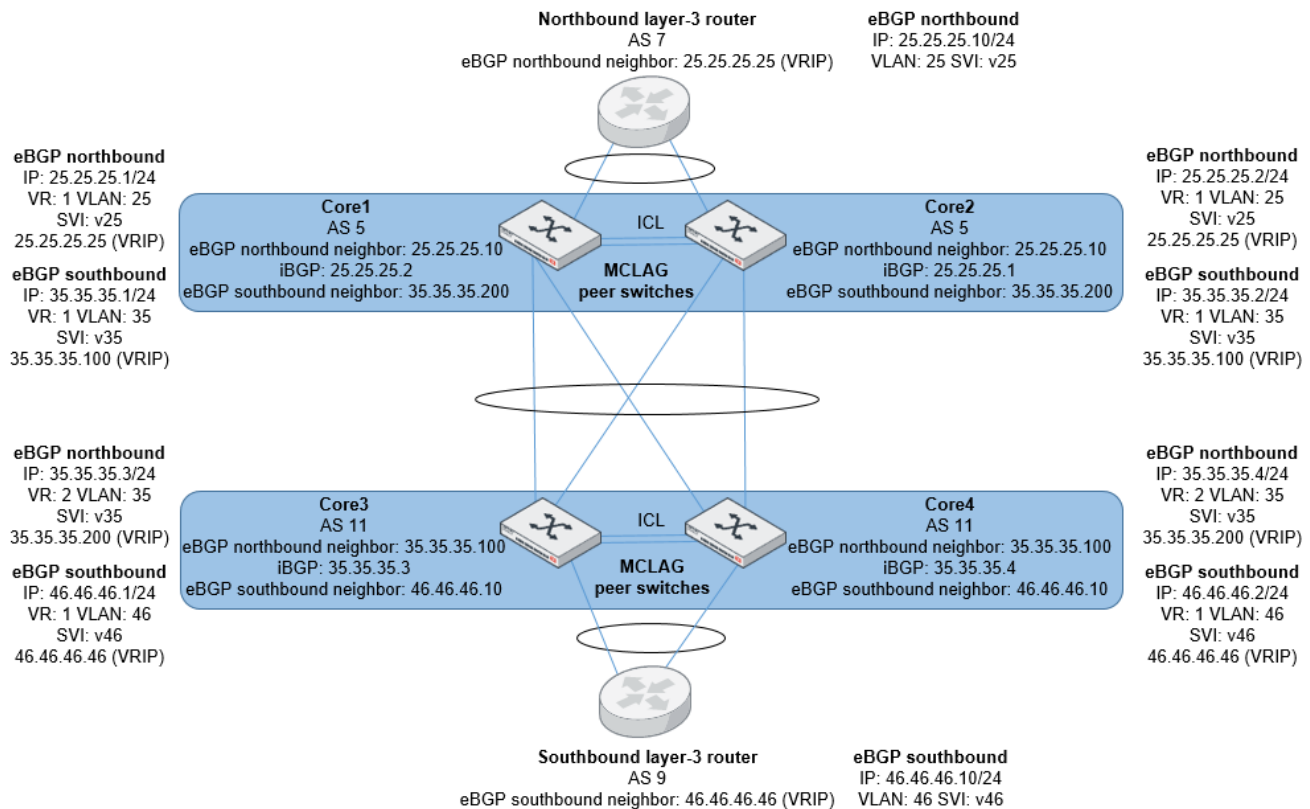 Northbound layer-3 router
AS 7
eBGP northbound neighbor: 25.25.25.25 (VRIP)
eBGP northbound
IP: 25.25.25.10/24
VLAN: 25 SVI: v25
eBGP northbound
IP: 25.25.25.1/24
VR: 1 VLAN: 25
SVI: v25
25.25.25.25 (VRIP)
eBGP southbound
IP: 35.35.35.1/24
VR: 1 VLAN: 35
SVI: v35
35.35.35.100 (VRIP)
Core1
AS 5
eBGP northbound neighbor: 25.25.25.10
iBGP: 25.25.25.2
eBGP southbound neighbor: 35.35.35.200
ICL
MCLAG
peer switches
Core2
AS 5
eBGP northbound neighbor: 25.25.25.10
iBGP: 25.25.25.1
eBGP southbound neighbor: 35.35.35.200
eBGP northbound
IP: 25.25.25.2/24
VR: 1 VLAN: 25
SVI: v25
25.25.25.25 (VRIP)
eBGP southbound
IP: 35.35.35.2/24
VR: 1 VLAN: 35
SVI: v35
35.35.35.100 (VRIP)
eBGP northbound
IP: 35.35.35.3/24
VR: 2 VLAN: 35
SVI: v35
35.35.35.200 (VRIP)
eBGP southbound
IP: 46.46.46.1/24
VR: 1 VLAN: 46
SVI: v46
46.46.46.46 (VRIP)
Core3
AS 11
eBGP northbound neighbor: 35.35.35.100
iBGP: 35.35.35.3
eBGP southbound neighbor: 46.46.46.10
ICL
MCLAG
peer switches
Core4
AS 11
eBGP northbound neighbor: 35.35.35.100
iBGP: 35.35.35.4
eBGP southbound neighbor: 46.46.46.10
eBGP northbound
IP: 35.35.35.4/24
VR: 2 VLAN: 35
SVI: v35
35.35.35.200 (VRIP)
eBGP southbound
IP: 46.46.46.2/24
VR: 1 VLAN: 46
SVI: v46
46.46.46.46 (VRIP)
Southbound layer-3 router
AS 9
eBGP southbound neighbor: 46.46.46.46 (VRIP)
eBGP southbound
IP: 46.46.46.10/24
VLAN: 46 SVI: v46